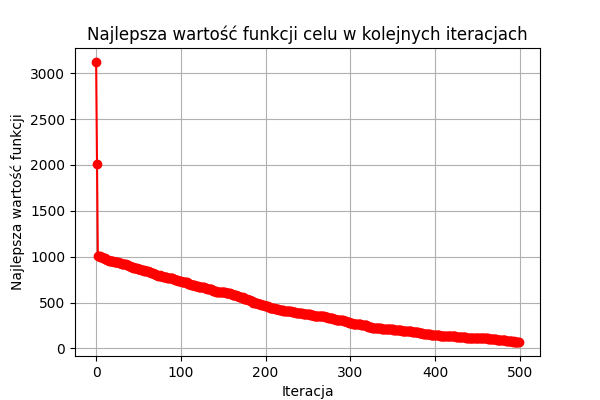 Najlepsza wartość funkcji celu w kolejnych iteracjach
Najlepsza wartość funkcji
3000
2500
2000
1500
1000
500
0
0 100 200 300 400 500
Iteracja